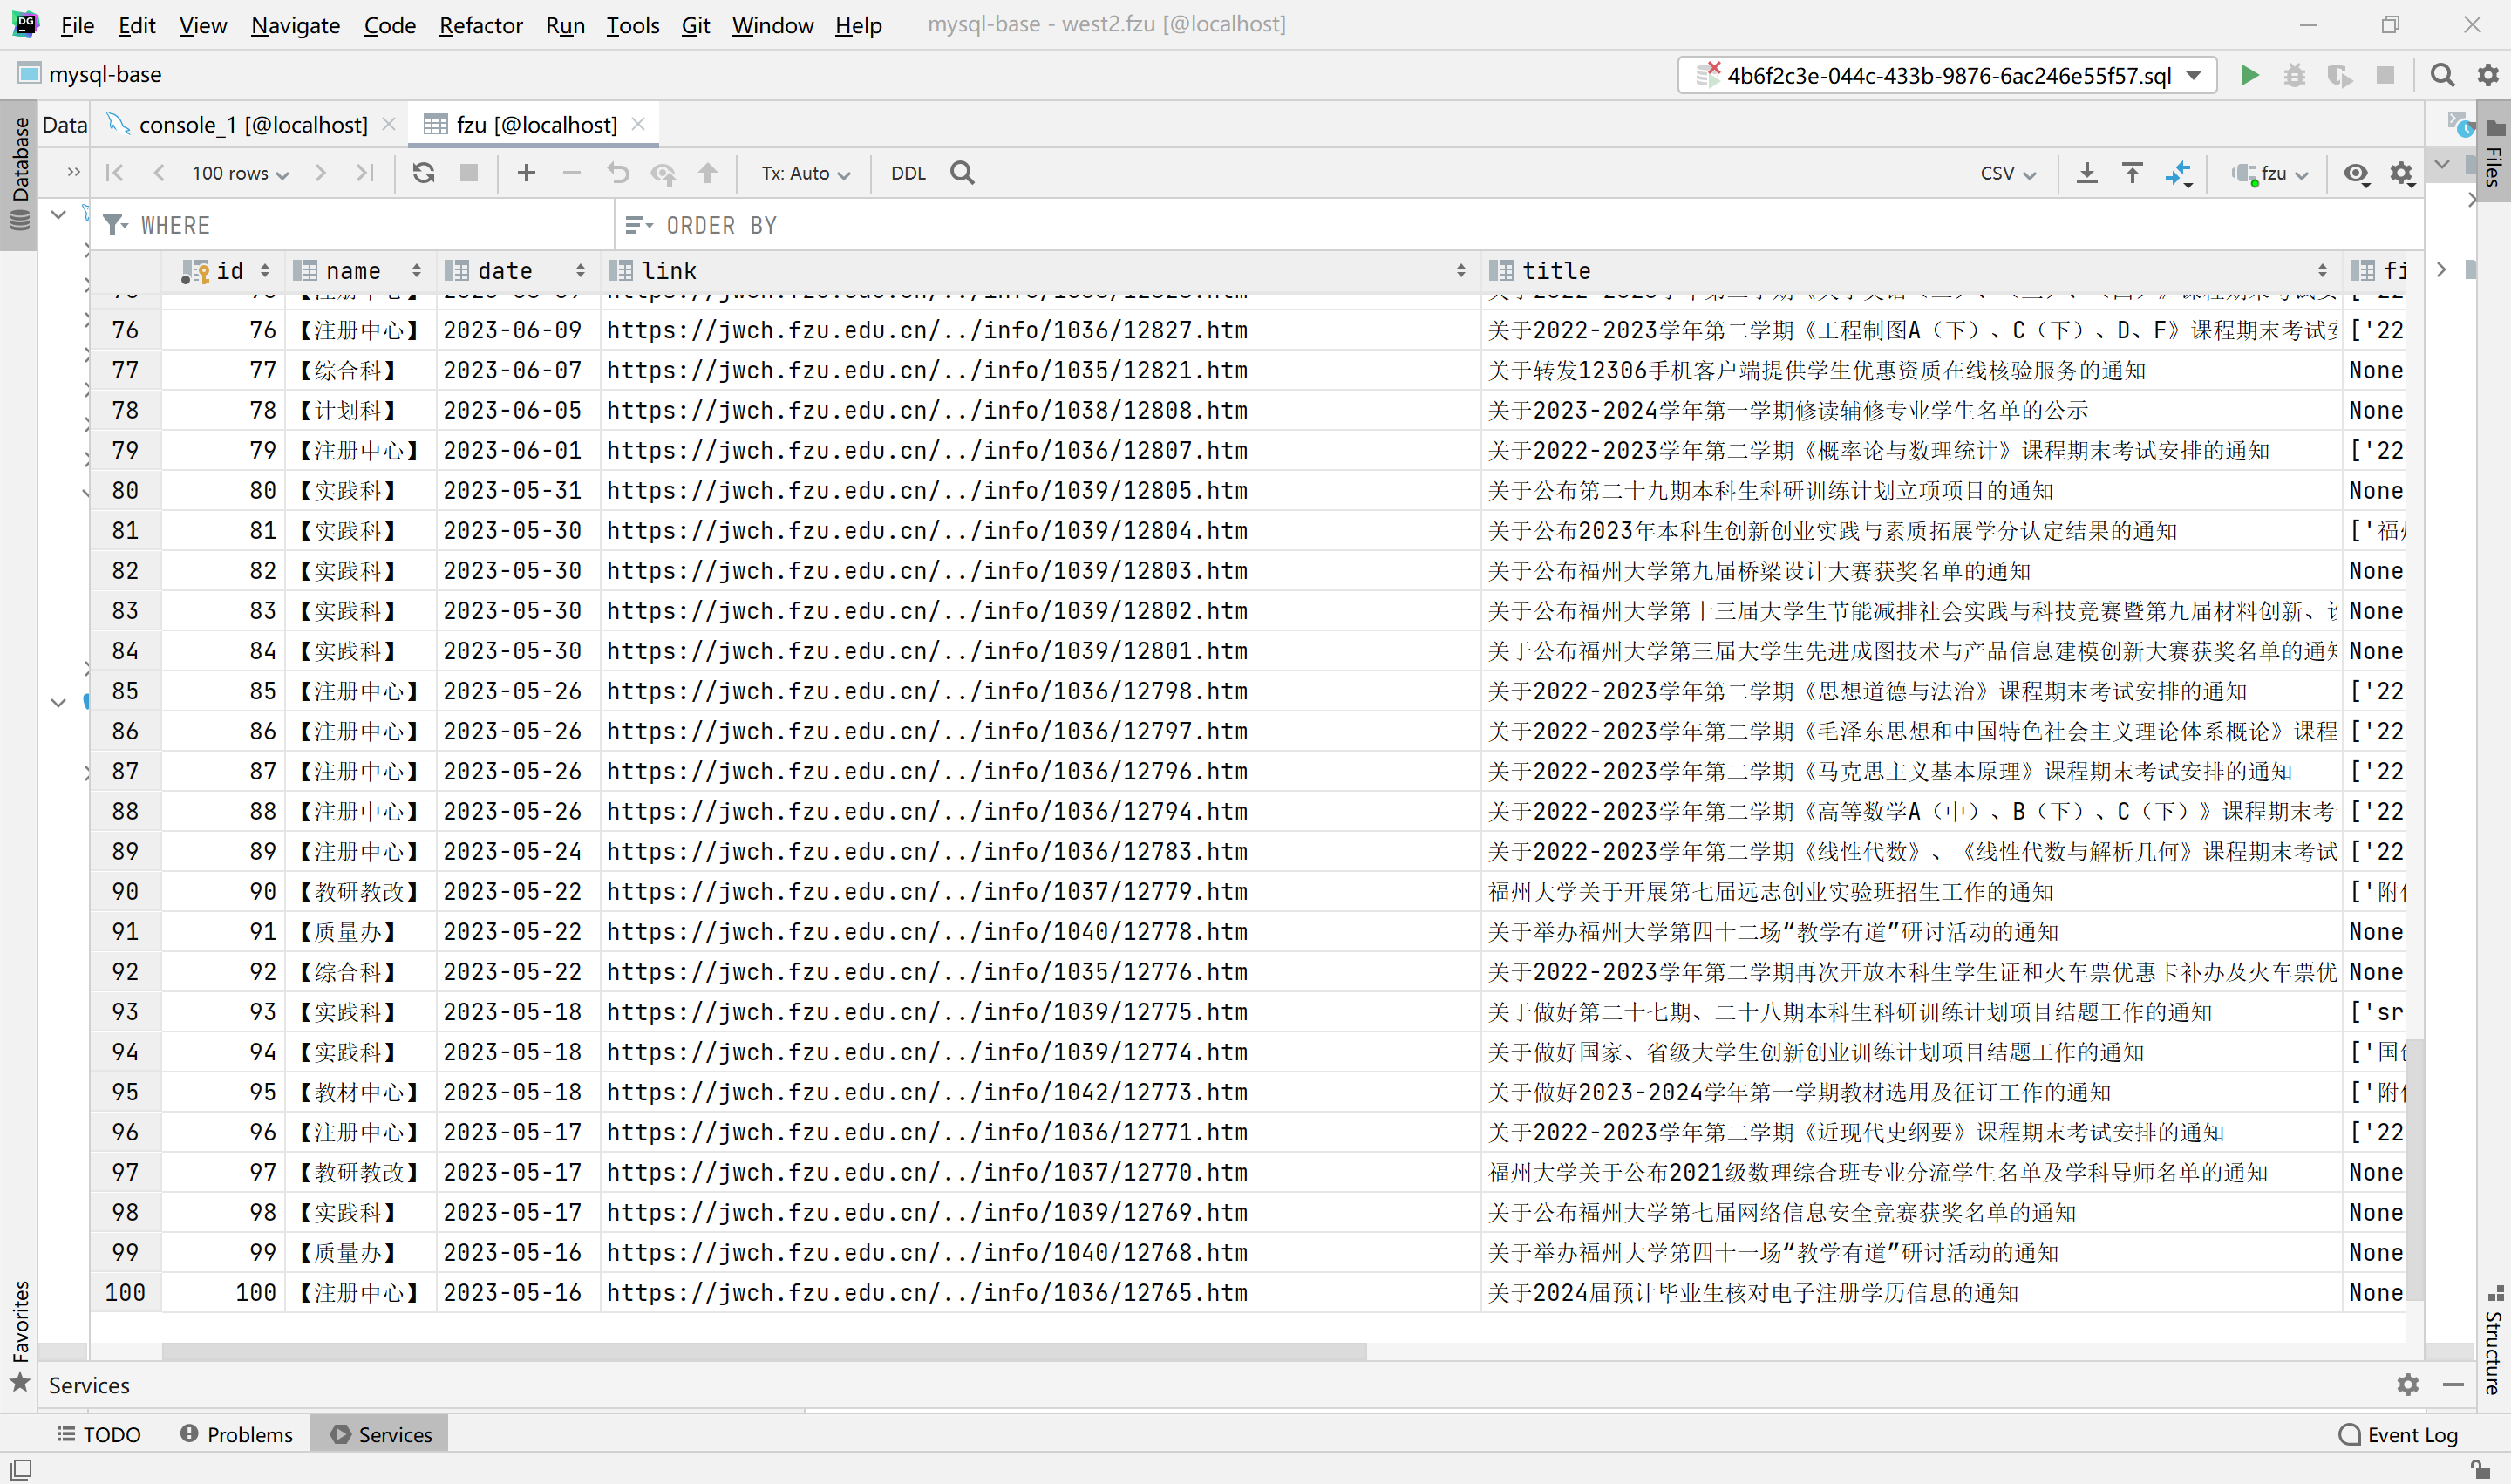 File Edit View Navigate Code Refactor Run Tools Git Window Help mysql-base - west2.fzu [@localhost]
mysql-base 4b6f2c3e-044c-433b-9876-6ac246e55f57.sql
Database Data console_1 [@localhost] fzu [@localhost] Files
100 rows Tx: Auto DDL CSV fzu
WHERE ORDER BY
id name date link title fi
76 76 【注册中心】 2023-06-09 https://jwch.fzu.edu.cn/../info/1036/12827.htm 关于2022-2023学年第二学期《工程制图A（下）、C（下）、D、F》课程期末考试 ['22
77 77 【综合科】 2023-06-07 https://jwch.fzu.edu.cn/../info/1035/12821.htm 关于转发12306手机客户端提供学生优惠资质在线核验服务的通知 None
78 78 【计划科】 2023-06-05 https://jwch.fzu.edu.cn/../info/1038/12808.htm 关于2023-2024学年第一学期修读辅修专业学生名单的公示 None
79 79 【注册中心】 2023-06-01 https://jwch.fzu.edu.cn/../info/1036/12807.htm 关于2022-2023学年第二学期《概率论与数理统计》课程期末考试安排的通知 ['22
80 80 【实践科】 2023-05-31 https://jwch.fzu.edu.cn/../info/1039/12805.htm 关于公布第二十九期本科生科研训练计划立项项目的通知 None
81 81 【实践科】 2023-05-30 https://jwch.fzu.edu.cn/../info/1039/12804.htm 关于公布2023年本科生创新创业实践与素质拓展学分认定结果的通知 ['福
82 82 【实践科】 2023-05-30 https://jwch.fzu.edu.cn/../info/1039/12803.htm 关于公布福州大学第九届桥梁设计大赛获奖名单的通知 None
83 83 【实践科】 2023-05-30 https://jwch.fzu.edu.cn/../info/1039/12802.htm 关于公布福州大学第十三届大学生节能减排社会实践与科技竞赛暨第九届材料创新、 None
84 84 【实践科】 2023-05-30 https://jwch.fzu.edu.cn/../info/1039/12801.htm 关于公布福州大学第三届大学生先进成图技术与产品信息建模创新大赛获奖名单的通 None
85 85 【注册中心】 2023-05-26 https://jwch.fzu.edu.cn/../info/1036/12798.htm 关于2022-2023学年第二学期《思想道德与法治》课程期末考试安排的通知 ['22
86 86 【注册中心】 2023-05-26 https://jwch.fzu.edu.cn/../info/1036/12797.htm 关于2022-2023学年第二学期《毛泽东思想和中国特色社会主义理论体系概论》课程 ['22
87 87 【注册中心】 2023-05-26 https://jwch.fzu.edu.cn/../info/1036/12796.htm 关于2022-2023学年第二学期《马克思主义基本原理》课程期末考试安排的通知 ['22
88 88 【注册中心】 2023-05-26 https://jwch.fzu.edu.cn/../info/1036/12794.htm 关于2022-2023学年第二学期《高等数学A（中）、B（下）、C（下）》课程期末考 ['22
89 89 【注册中心】 2023-05-24 https://jwch.fzu.edu.cn/../info/1036/12783.htm 关于2022-2023学年第二学期《线性代数》、《线性代数与解析几何》课程期末考试 ['22
90 90 【教研教改】 2023-05-22 https://jwch.fzu.edu.cn/../info/1037/12779.htm 福州大学关于开展第七届远志创业实验班招生工作的通知 ['附
91 91 【质量办】 2023-05-22 https://jwch.fzu.edu.cn/../info/1040/12778.htm 关于举办福州大学第四十二场“教学有道”研讨活动的通知 None
92 92 【综合科】 2023-05-22 https://jwch.fzu.edu.cn/../info/1035/12776.htm 关于2022-2023学年第二学期再次开放本科生学生证和火车票优惠卡补办及火车票优 None
93 93 【实践科】 2023-05-18 https://jwch.fzu.edu.cn/../info/1039/12775.htm 关于做好第二十七期、二十八期本科生科研训练计划项目结题工作的通知 ['sr
94 94 【实践科】 2023-05-18 https://jwch.fzu.edu.cn/../info/1039/12774.htm 关于做好国家、省级大学生创新创业训练计划项目结题工作的通知 ['国
95 95 【教材中心】 2023-05-18 https://jwch.fzu.edu.cn/../info/1042/12773.htm 关于做好2023-2024学年第一学期教材选用及征订工作的通知 ['附
96 96 【注册中心】 2023-05-17 https://jwch.fzu.edu.cn/../info/1036/12771.htm 关于2022-2023学年第二学期《近现代史纲要》课程期末考试安排的通知 ['22
97 97 【教研教改】 2023-05-17 https://jwch.fzu.edu.cn/../info/1037/12770.htm 福州大学关于公布2021级数理综合班专业分流学生名单及学科导师名单的通知 None
98 98 【实践科】 2023-05-17 https://jwch.fzu.edu.cn/../info/1039/12769.htm 关于公布福州大学第七届网络信息安全竞赛获奖名单的通知 None
99 99 【质量办】 2023-05-16 https://jwch.fzu.edu.cn/../info/1040/12768.htm 关于举办福州大学第四十一场“教学有道”研讨活动的通知 None
100 100 【注册中心】 2023-05-16 https://jwch.fzu.edu.cn/../info/1036/12765.htm 关于2024届预计毕业生核对电子注册学历信息的通知 None
Favorites Structure
Services
TODO Problems Services Event Log